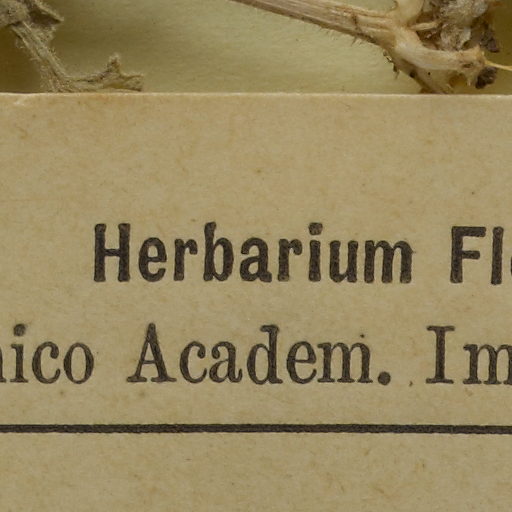 Herbarium Fl
nico Academ. Im